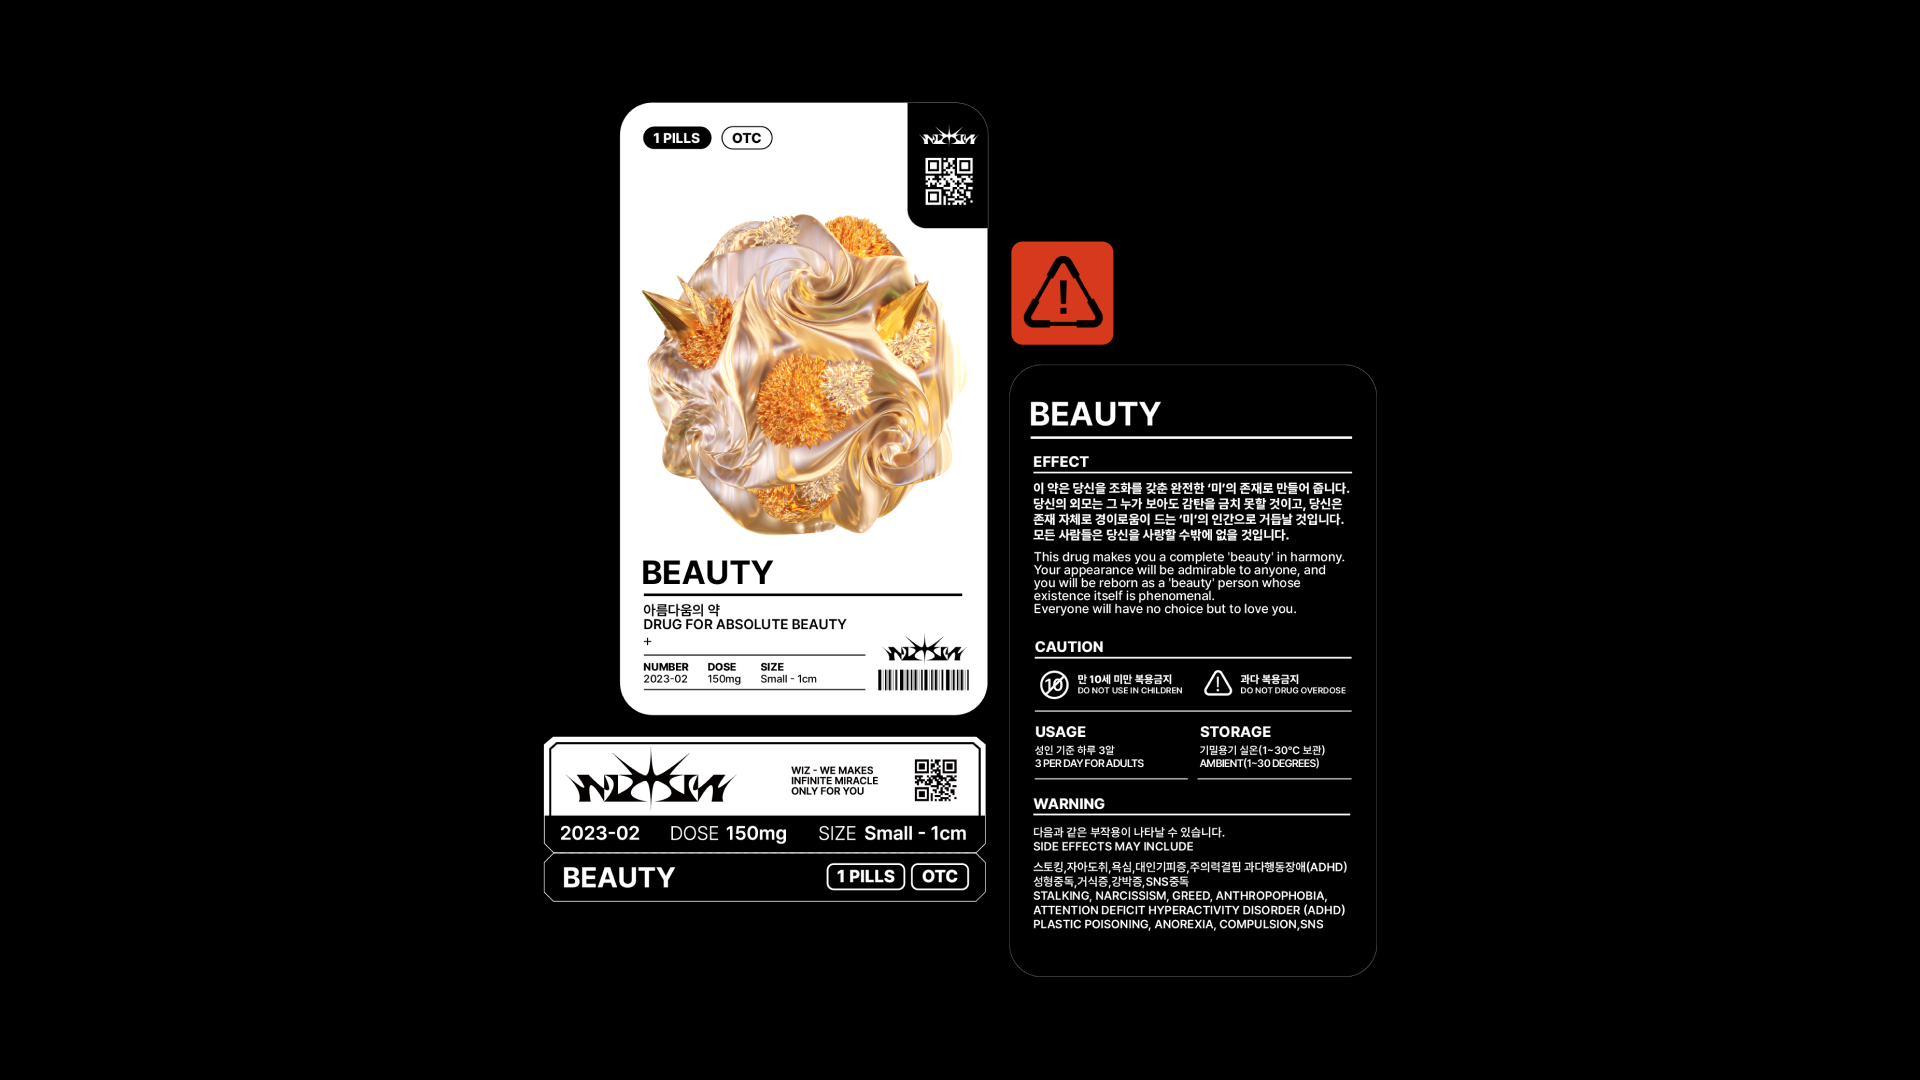 1 PILLS OTC
BEAUTY
아름다움의 약
DRUG FOR ABSOLUTE BEAUTY
+
NUMBER DOSE SIZE
2023-02 150mg Small - 1cm
WIZ - WE MAKES
INFINITE MIRACLE
ONLY FOR YOU
2023-02 DOSE 150mg SIZE Small - 1cm
BEAUTY 1 PILLS OTC
!
BEAUTY
EFFECT
이 약은 당신을 조화를 갖춘 완전한 ‘미’의 존재로 만들어 줍니다.
당신의 외모는 그 누가 보아도 감탄을 금치 못할 것이고, 당신은
존재 자체로 경이로움이 드는 ‘미’의 인간으로 거듭날 것입니다.
모든 사람들은 당신을 사랑할 수밖에 없을 것입니다.
This drug makes you a complete 'beauty' in harmony.
Your appearance will be admirable to anyone, and
you will be reborn as a 'beauty' person whose
existence itself is phenomenal.
Everyone will have no choice but to love you.
CAUTION
10
만 10세 미만 복용금지
DO NOT USE IN CHILDREN
!
과다 복용금지
DO NOT DRUG OVERDOSE
USAGE
성인 기준 하루 3알
3 PER DAY FOR ADULTS
STORAGE
기밀용기 실온(1~30°C 보관)
AMBIENT(1~30 DEGREES)
WARNING
다음과 같은 부작용이 나타날 수 있습니다.
SIDE EFFECTS MAY INCLUDE
스토킹,자아도취,욕심,대인기피증,주의력결핍 과다행동장애(ADHD)
성형중독,거식증,강박증,SNS중독
STALKING, NARCISSISM, GREED, ANTHROPOPHOBIA,
ATTENTION DEFICIT HYPERACTIVITY DISORDER (ADHD)
PLASTIC POISONING, ANOREXIA, COMPULSION,SNS